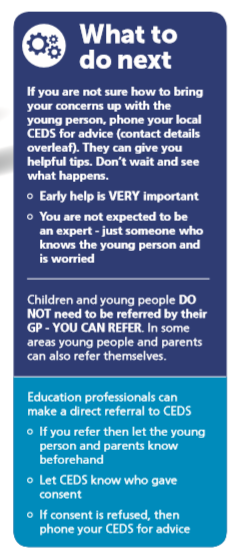 What to
do next
If you are not sure how to bring
your concerns up with the
young person, phone your local
CEDS for advice (contact details
overleaf). They can give you
helpful tips. Don't wait and see
what happens.
Early help is VERY important
You are not expected to be
an expert - just someone who
knows the young person and
is worried
Children and young people DO
NOT need to be referred by their
GP - YOU CAN REFER. In some
areas young people and parents
can also refer themselves.
Education professionals can
make a direct referral to CEDS
If you refer then let the young
person and parents know
beforehand
Let CEDS know who gave
consent
If consent is refused, then
phone your CEDS for advice